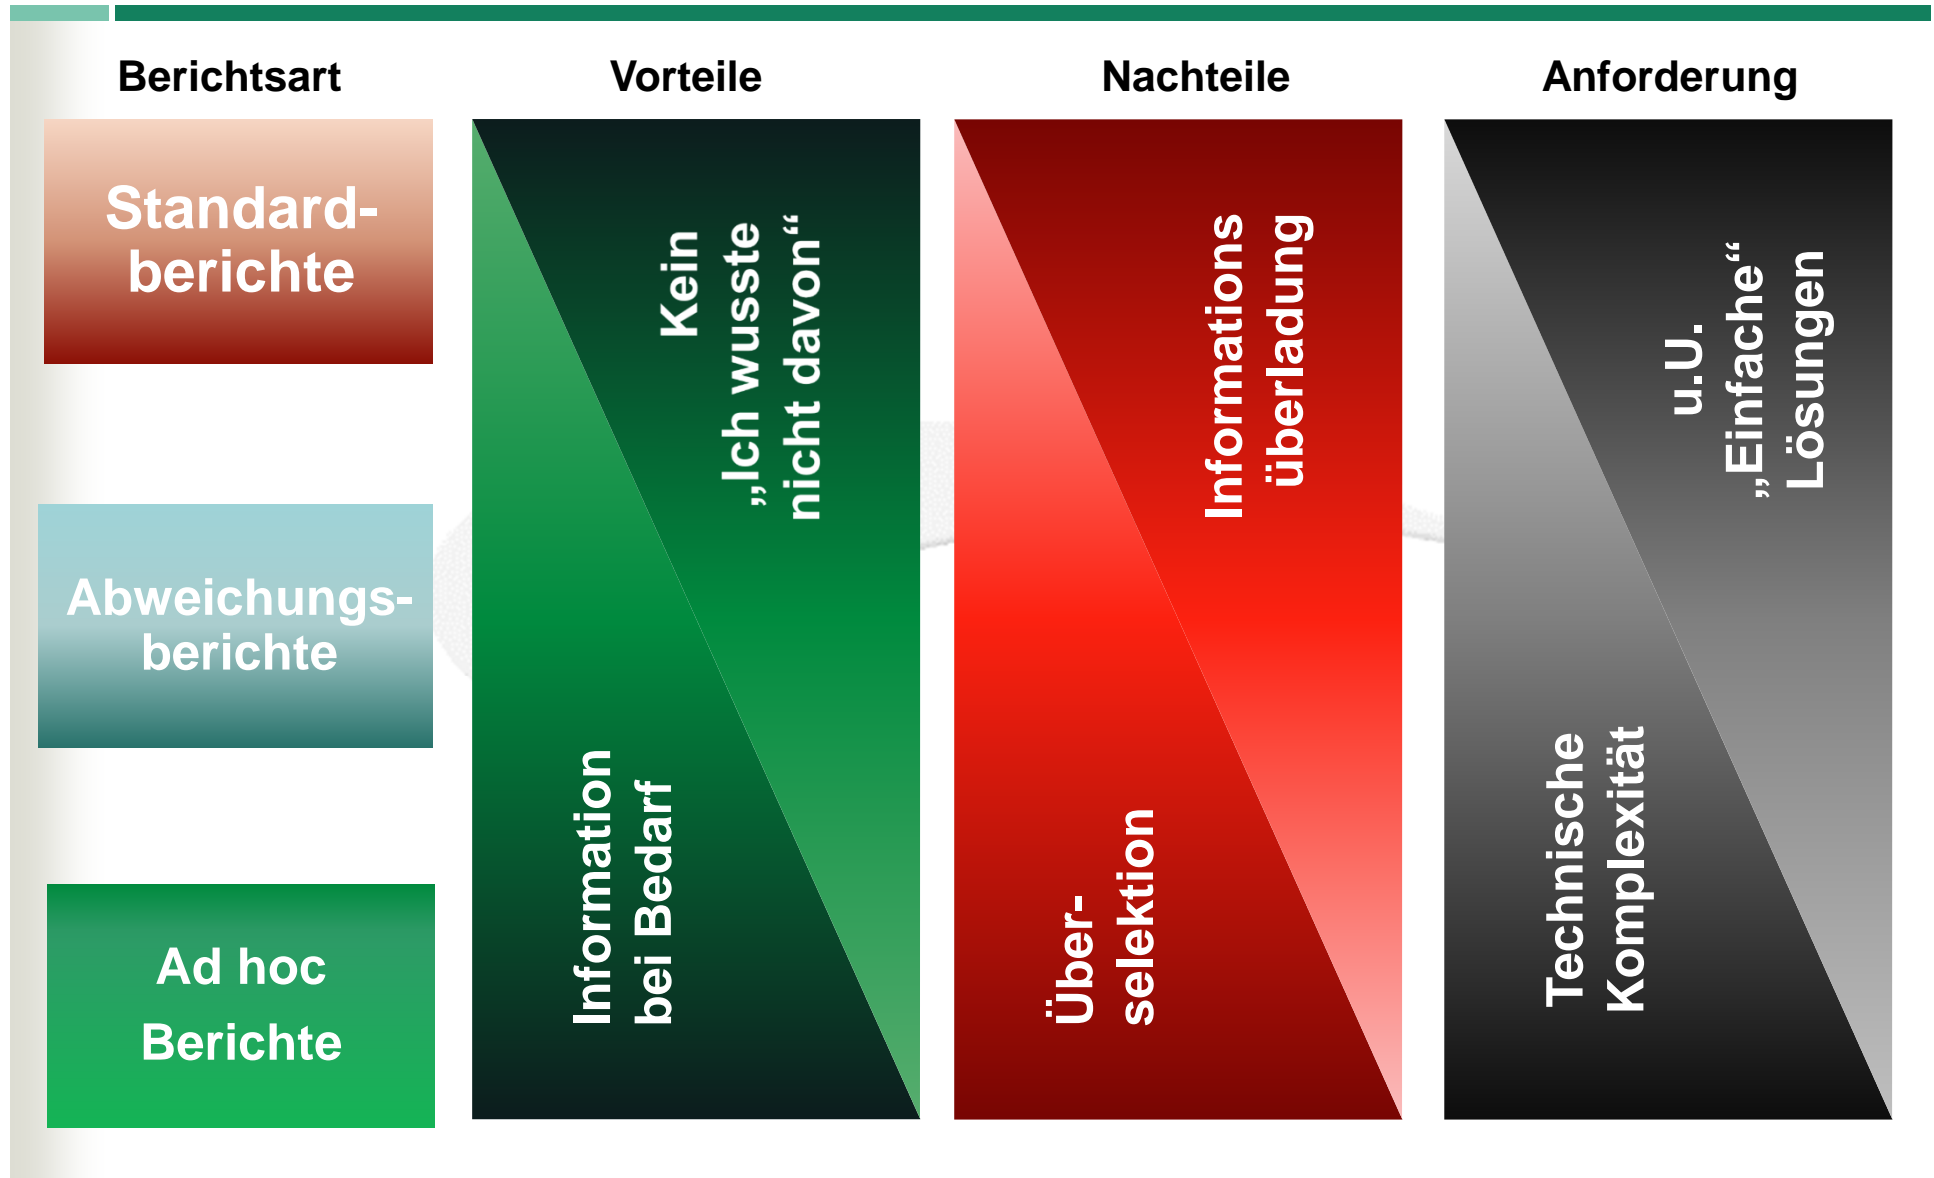 Berichtsart
Vorteile
Nachteile
Anforderung
Standard-
berichte
Kein
„Ich wusste
nicht davon“
Informations
überladung
u.U.
„Einfache“
Lösungen
Abweichungs-
berichte
Ad hoc
Berichte
Information
bei Bedarf
Über-
selektion
Technische
Komplexität